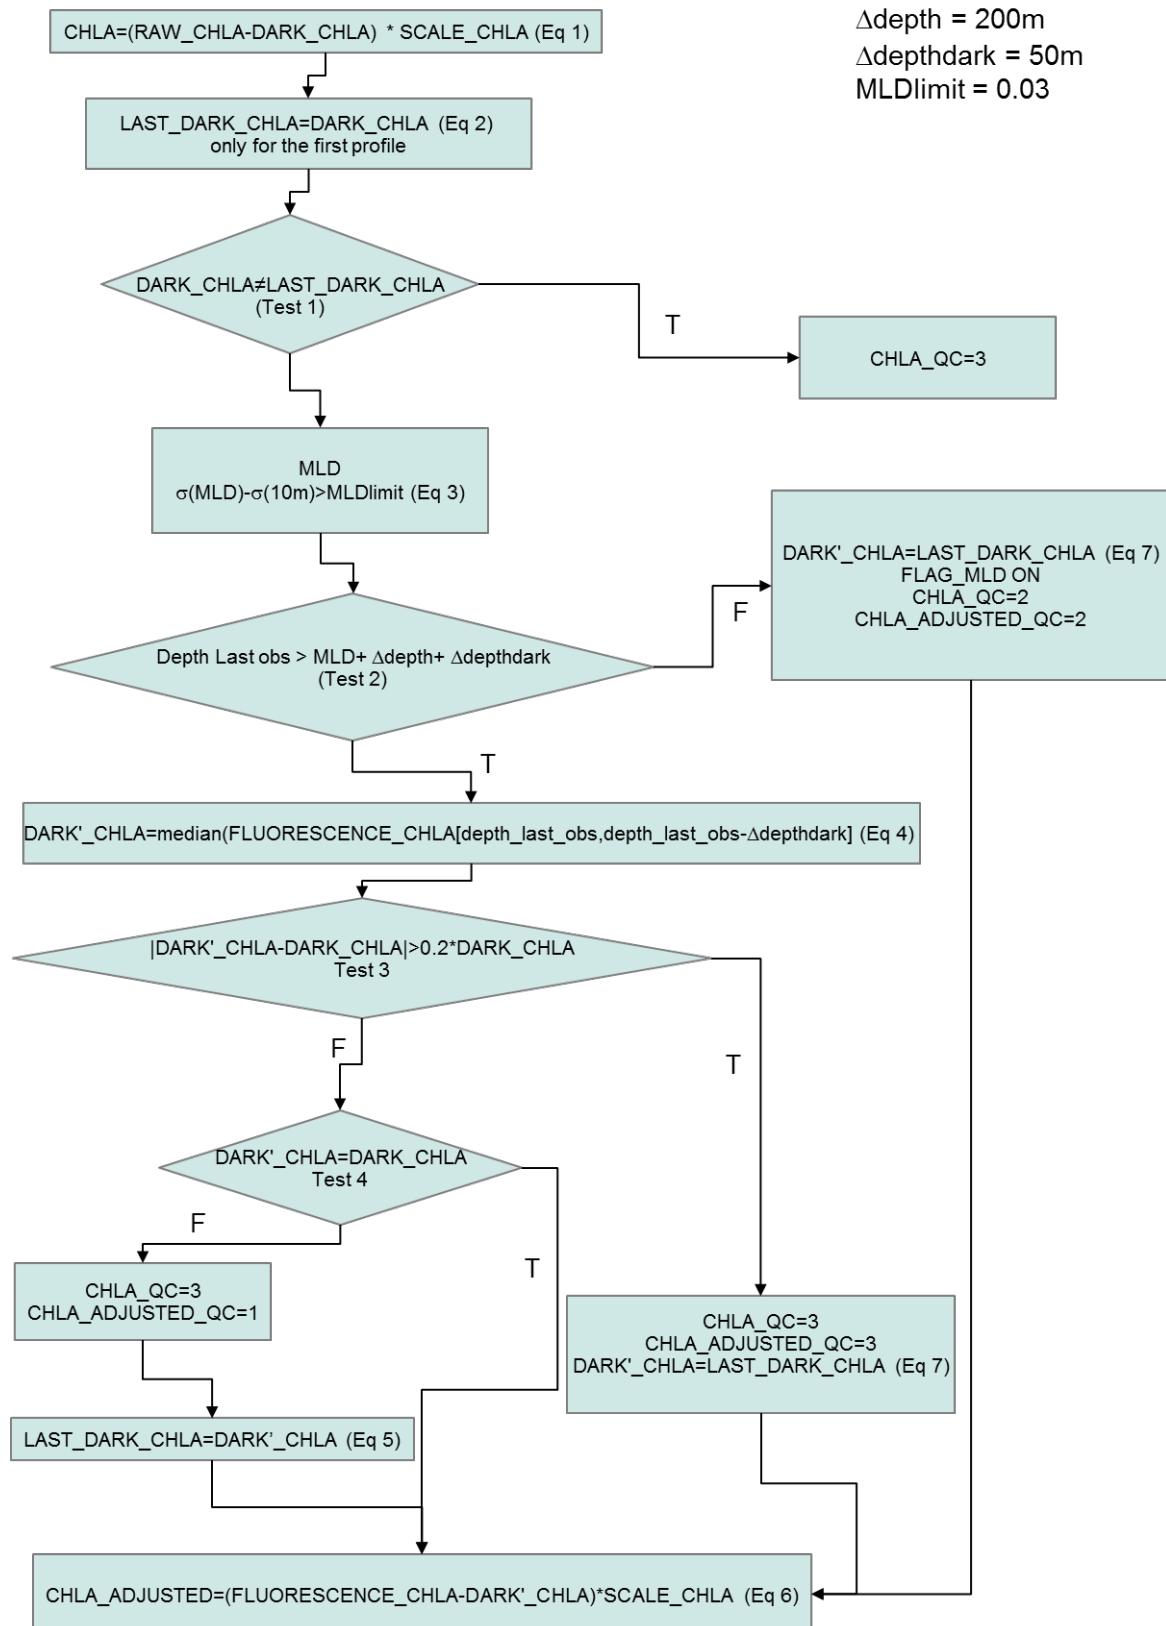 CHLA=(RAW_CHLA-DARK_CHLA) * SCALE_CHLA (Eq 1)
Δdepth = 200m
Δdepthdark = 50m
MLDlimit = 0.03
LAST_DARK_CHLA=DARK_CHLA (Eq 2)
only for the first profile
DARK_CHLA≠LAST_DARK_CHLA
(Test 1)
T
CHLA_QC=3
MLD
σ(MLD)-σ(10m)>MLDlimit (Eq 3)
DARK'_CHLA=LAST_DARK_CHLA (Eq 7)
FLAG_MLD ON
CHLA_QC=2
CHLA_ADJUSTED_QC=2
F
Depth Last obs > MLD+ Δdepth+ Δdepthdark
(Test 2)
T
DARK'_CHLA=median(FLUORESCENCE_CHLA[depth_last_obs,depth_last_obs-Δdepthdark] (Eq 4)
|DARK'_CHLA-DARK_CHLA|>0.2*DARK_CHLA
Test 3
F
T
DARK'_CHLA=DARK_CHLA
Test 4
F
T
CHLA_QC=3
CHLA_ADJUSTED_QC=1
CHLA_QC=3
CHLA_ADJUSTED_QC=3
DARK'_CHLA=LAST_DARK_CHLA (Eq 7)
LAST_DARK_CHLA=DARK’_CHLA (Eq 5)
CHLA_ADJUSTED=(FLUORESCENCE_CHLA-DARK'_CHLA)*SCALE_CHLA (Eq 6)